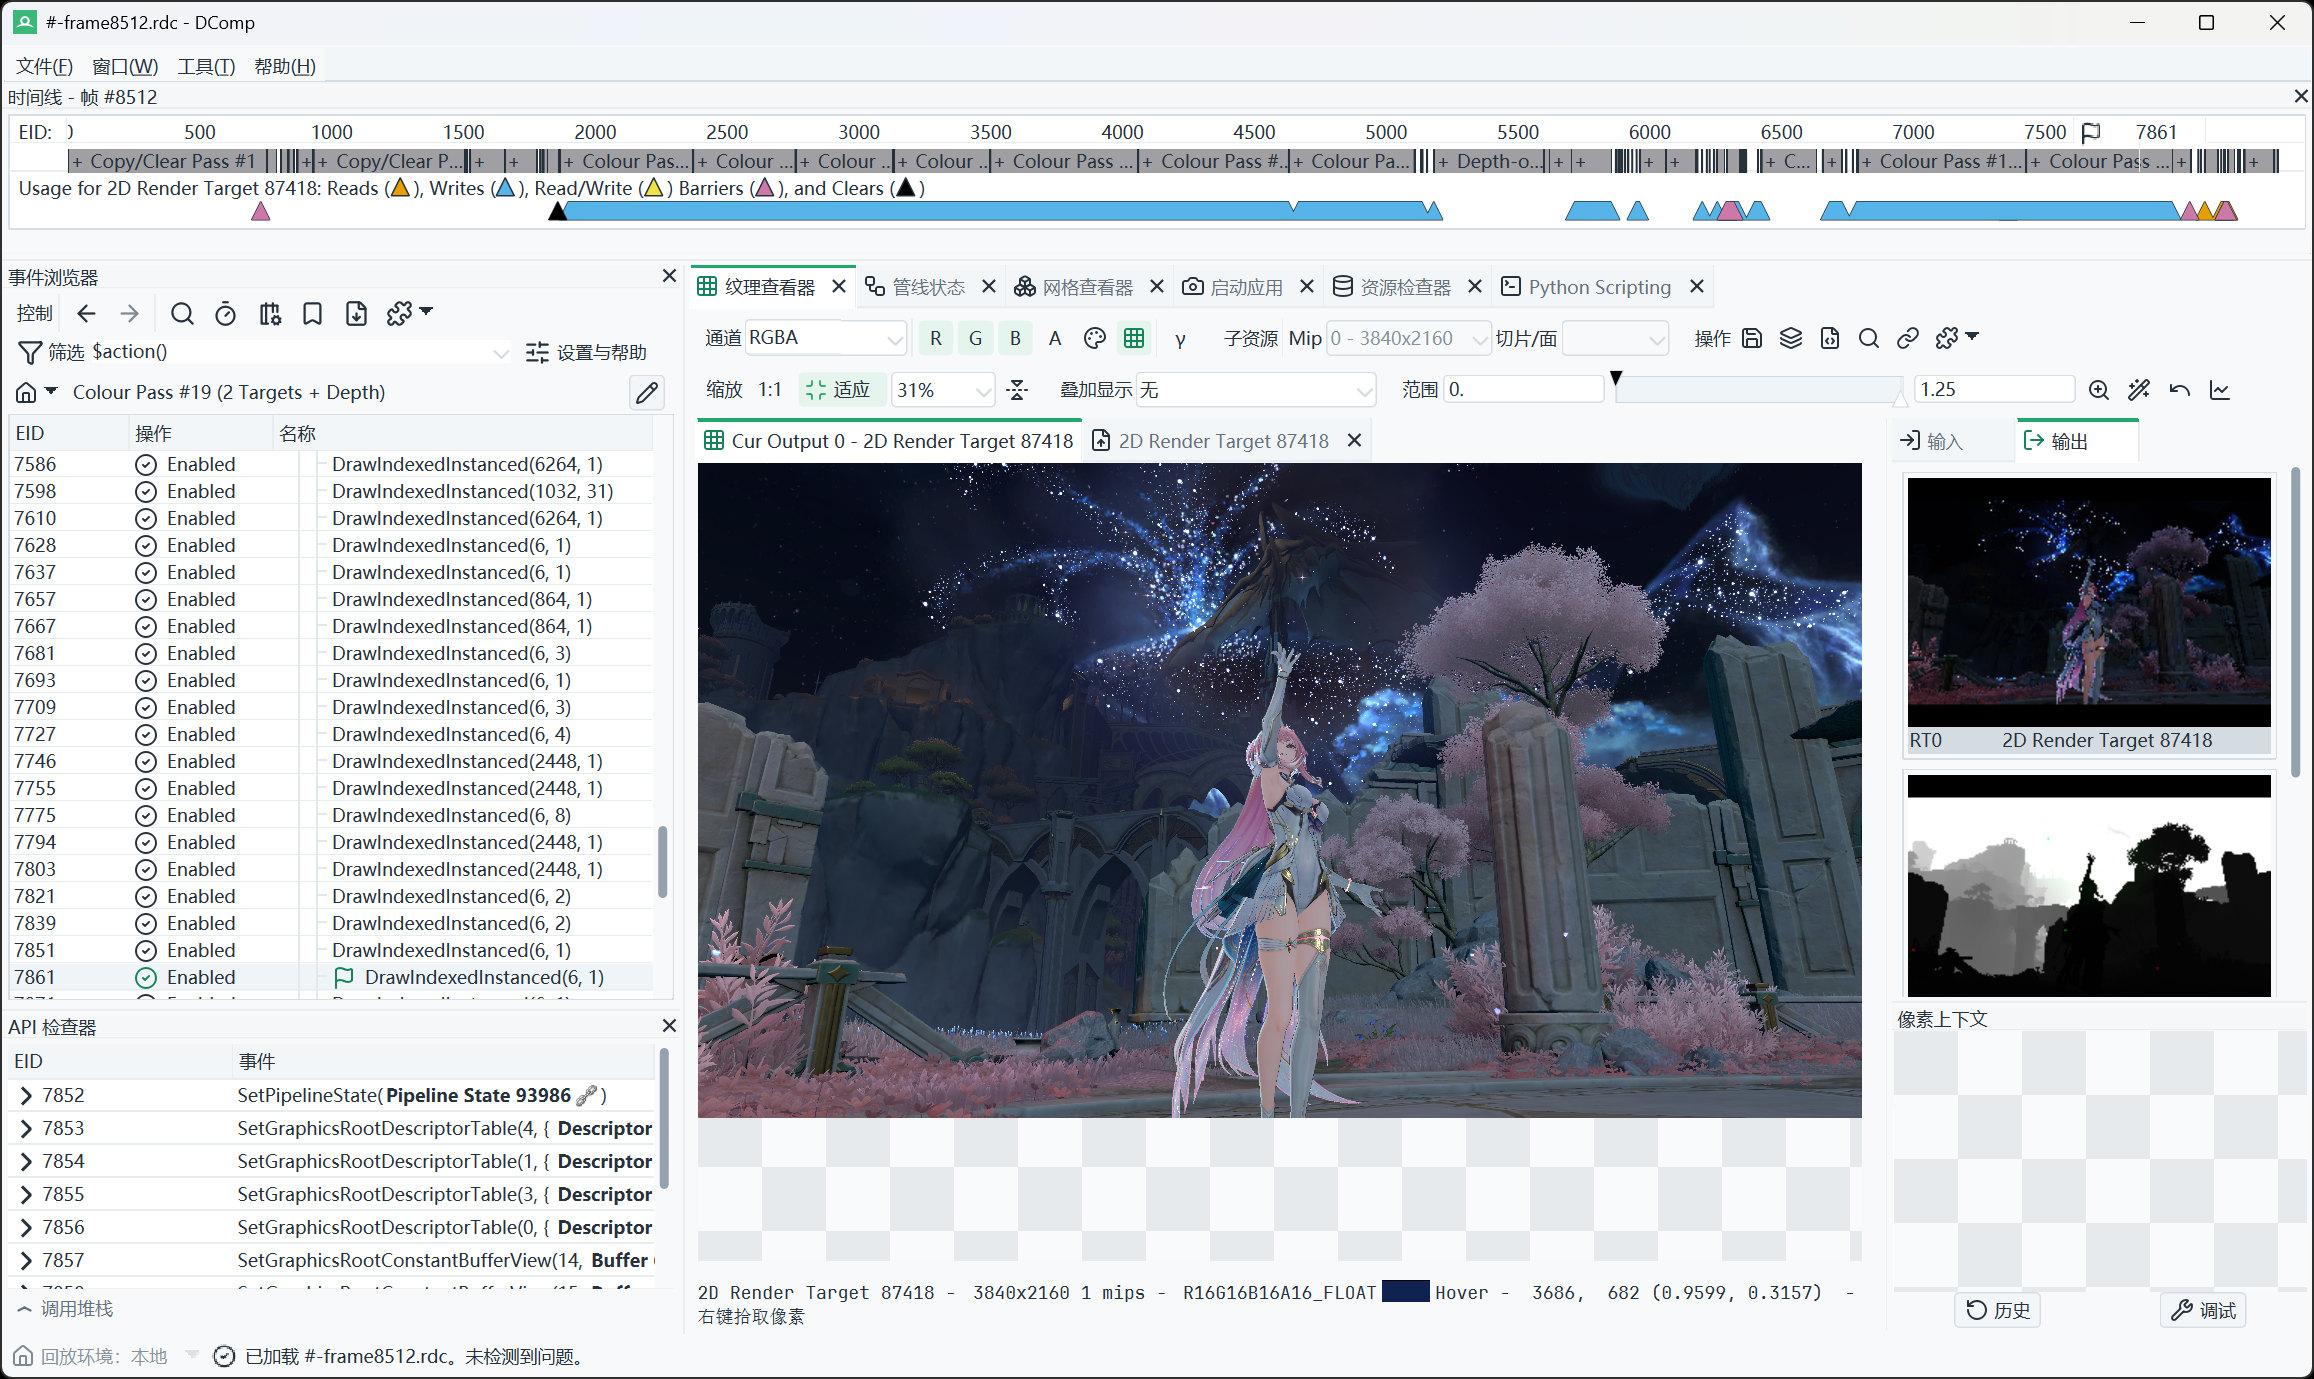 #-frame8512.rdc - DComp
文件(F) 窗口(W) 工具(T) 帮助(H)
时间线 - 帧 #8512
EID: 500 1000 1500 2000 2500 3000 3500 4000 4500 5000 5500 6000 6500 7000 7500 7861
+ Copy/Clear Pass #1 + + Copy/Clear P... + + + Colour Pas... + Colour ... + Colour ... + Colour ... + Colour Pass ... + Colour Pass #... + Colour Pa... + Depth-o... + + + + + C... + + Colour Pass #1... + Colour Pass ... + +
Usage for 2D Render Target 87418: Reads (▲), Writes (▲), Read/Write (▲) Barriers (▲), and Clears (▲)
事件浏览器
控制
筛选 $action() 设置与帮助
Colour Pass #19 (2 Targets + Depth)
EID 操作 名称
7586 Enabled DrawIndexedInstanced(6264, 1)
7598 Enabled DrawIndexedInstanced(1032, 31)
7610 Enabled DrawIndexedInstanced(6264, 1)
7628 Enabled DrawIndexedInstanced(6, 1)
7637 Enabled DrawIndexedInstanced(6, 1)
7657 Enabled DrawIndexedInstanced(864, 1)
7667 Enabled DrawIndexedInstanced(864, 1)
7681 Enabled DrawIndexedInstanced(6, 3)
7693 Enabled DrawIndexedInstanced(6, 1)
7709 Enabled DrawIndexedInstanced(6, 3)
7727 Enabled DrawIndexedInstanced(6, 4)
7746 Enabled DrawIndexedInstanced(2448, 1)
7755 Enabled DrawIndexedInstanced(2448, 1)
7775 Enabled DrawIndexedInstanced(6, 8)
7794 Enabled DrawIndexedInstanced(2448, 1)
7803 Enabled DrawIndexedInstanced(2448, 1)
7821 Enabled DrawIndexedInstanced(6, 2)
7839 Enabled DrawIndexedInstanced(6, 2)
7851 Enabled DrawIndexedInstanced(6, 1)
7861 Enabled DrawIndexedInstanced(6, 1)
API 检查器
EID 事件
7852 SetPipelineState(Pipeline State 93986)
7853 SetGraphicsRootDescriptorTable(4, { Descriptor
7854 SetGraphicsRootDescriptorTable(1, { Descriptor
7855 SetGraphicsRootDescriptorTable(3, { Descriptor
7856 SetGraphicsRootDescriptorTable(0, { Descriptor
7857 SetGraphicsRootConstantBufferView(14, Buffer
调用堆栈
纹理查看器 管线状态 网格查看器 启动应用 资源检查器 Python Scripting
通道 RGBA R G B A γ 子资源 Mip 0 - 3840x2160 切片/面 操作
缩放 1:1 适应 31% 叠加显示 无 范围 0. 1.25
Cur Output 0 - 2D Render Target 87418 2D Render Target 87418
输入 输出
RT0 2D Render Target 87418
像素上下文
历史 调试
2D Render Target 87418 - 3840x2160 1 mips - R16G16B16A16_FLOAT Hover - 3686, 682 (0.9599, 0.3157) -
右键拾取像素
回放环境：本地 已加载 #-frame8512.rdc。未检测到问题。